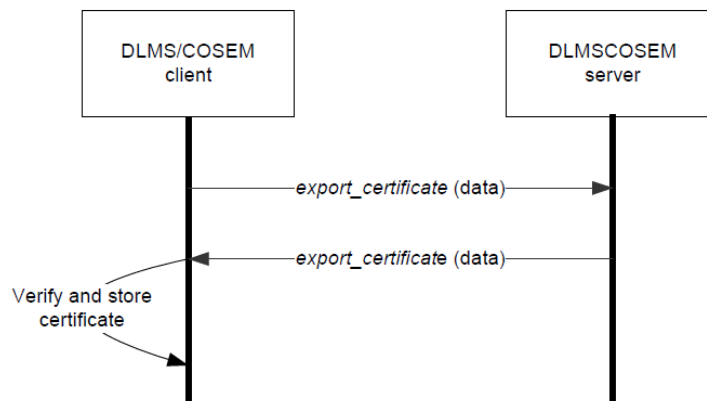 DLMS/COSEM
client
DLMSCOSEM
server
export_certificate (data)
export_certificate (data)
Verify and store
certificate